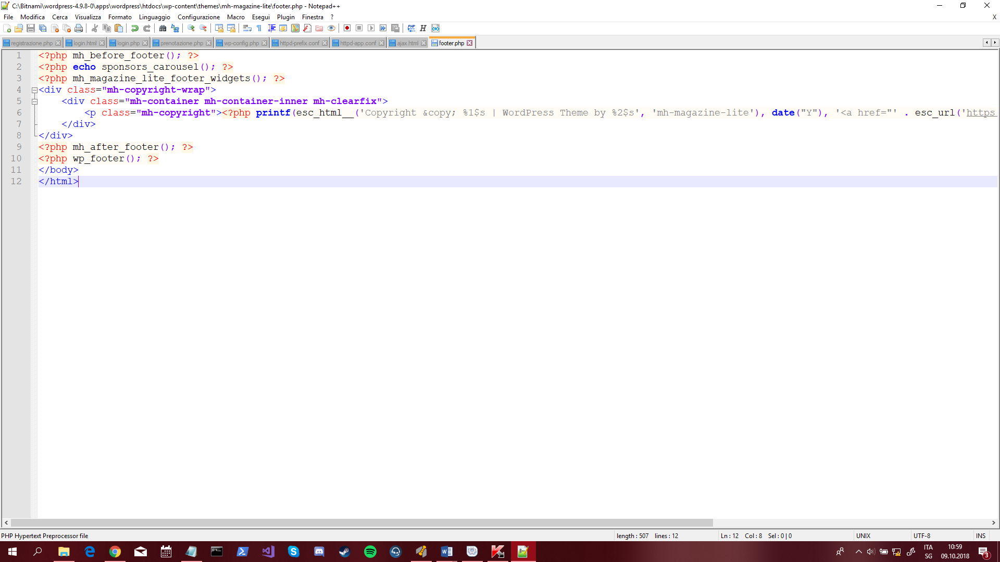 C:\Bitnami\wordpress-4.9.8-0\apps\wordpress\htdocs\wp-content\themes\mh-magazine-lite\footer.php - Notepad++
File Modifica Cerca Visualizza Formato Linguaggio Configurazione Macro Esegui Plugin Finestra ? X
registrazione.php login.html login.php prenotazione.php wp-config.php httpd-prefix.conf httpd-app.conf ajax.html footer.php
1 <?php mh_before_footer(); ?>
2 <?php echo sponsors_carousel(); ?>
3 <?php mh_magazine_lite_footer_widgets(); ?>
4 <div class="mh-copyright-wrap">
5 <div class="mh-container mh-container-inner mh-clearfix">
6 <p class="mh-copyright"><?php printf(esc_html__('Copyright &copy; %1$s | WordPress Theme by %2$s', 'mh-magazine-lite'), date("Y"), '<a href="' . esc_url('https
7 </div>
8 </div>
9 <?php mh_after_footer(); ?>
10 <?php wp_footer(); ?>
11 </body>
12 </html>
PHP Hypertext Preprocessor file length : 507 lines : 12 Ln : 12 Col : 8 Sel : 0 | 0 UNIX UTF-8 INS
ITA 10:59
SG 09.10.2018 3